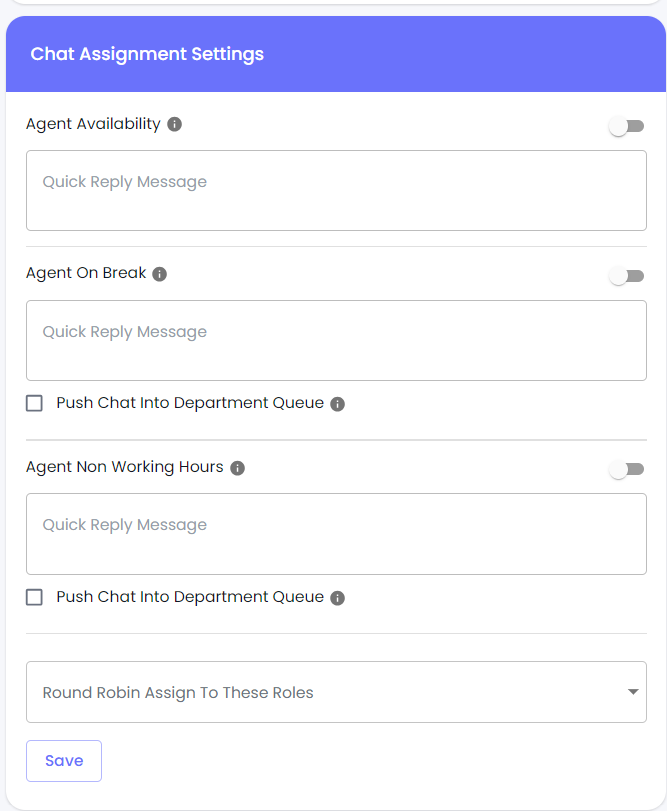 Chat Assignment Settings
Agent Availability
Quick Reply Message
Agent On Break
Quick Reply Message
Push Chat Into Department Queue
Agent Non Working Hours
Quick Reply Message
Push Chat Into Department Queue
Round Robin Assign To These Roles
Save